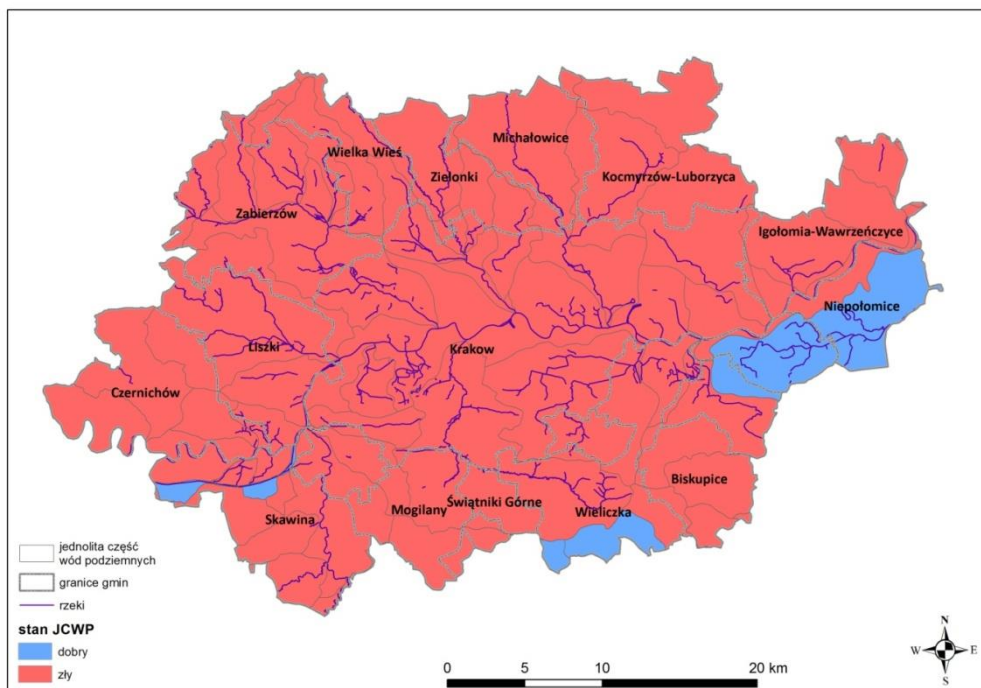 Michałowice
Wielka Wieś
Zielonki
Kocmyrzów-Luborzyca
Zabierzów
Igołomia-Wawrzeńczyce
Niepołomice
Liszki
Krakow
Czernichów
Biskupice
Świątniki Górne
Wieliczka
Mogilany
Skawina
jednolita część
wód podziemnych
granice gmin
rzeki
stan JCWP
dobry
zły
0 5 10 20 km
N
W E
S